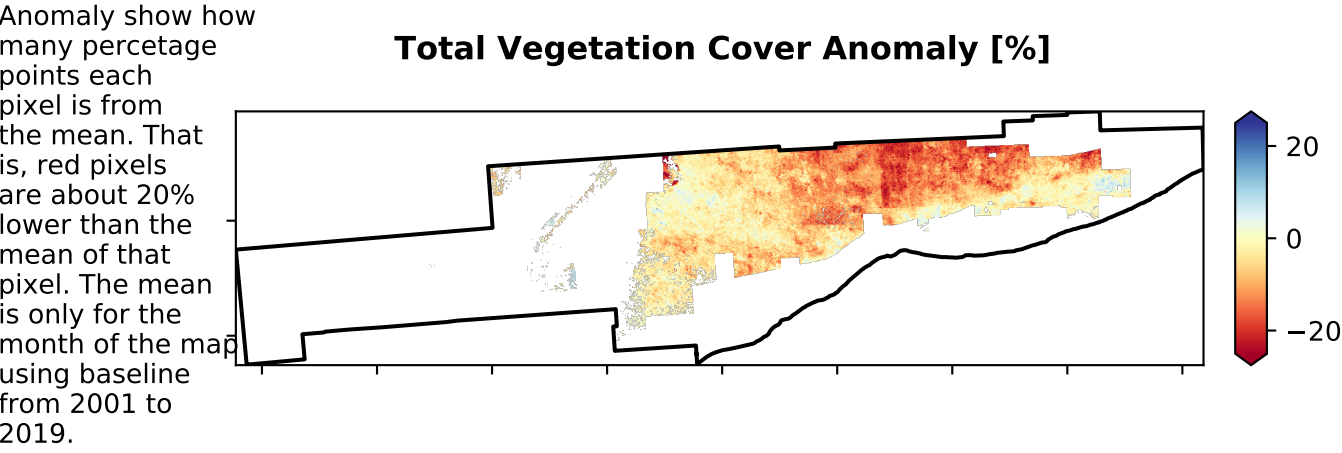 Anomaly show how
many percetage
points each
pixel is from
the mean. That
is, red pixels
are about 20%
lower than the
mean of that
pixel. The mean
is only for the
month of the map
using baseline
from 2001 to
2019.
Total Vegetation Cover Anomaly [%]
20
0
−20